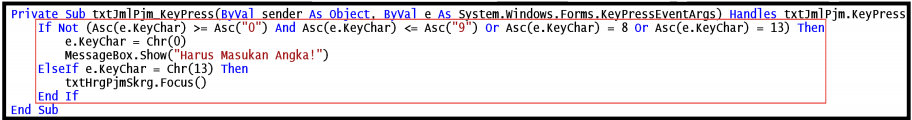 Private Sub txtJmlPjm_KeyPress(ByVal sender As Object, ByVal e As System.Windows.Forms.KeyPressEventArgs) Handles txtJmlPjm.KeyPress
If Not (Asc(e.KeyChar) >= Asc("0") And Asc(e.KeyChar) <= Asc("9") Or Asc(e.KeyChar) = 8 Or Asc(e.KeyChar) = 13) Then
e.KeyChar = Chr(0)
MessageBox.Show("Harus Masukan Angka!")
ElseIf e.KeyChar = Chr(13) Then
txtHrgPjmSkrg.Focus()
End If
End Sub